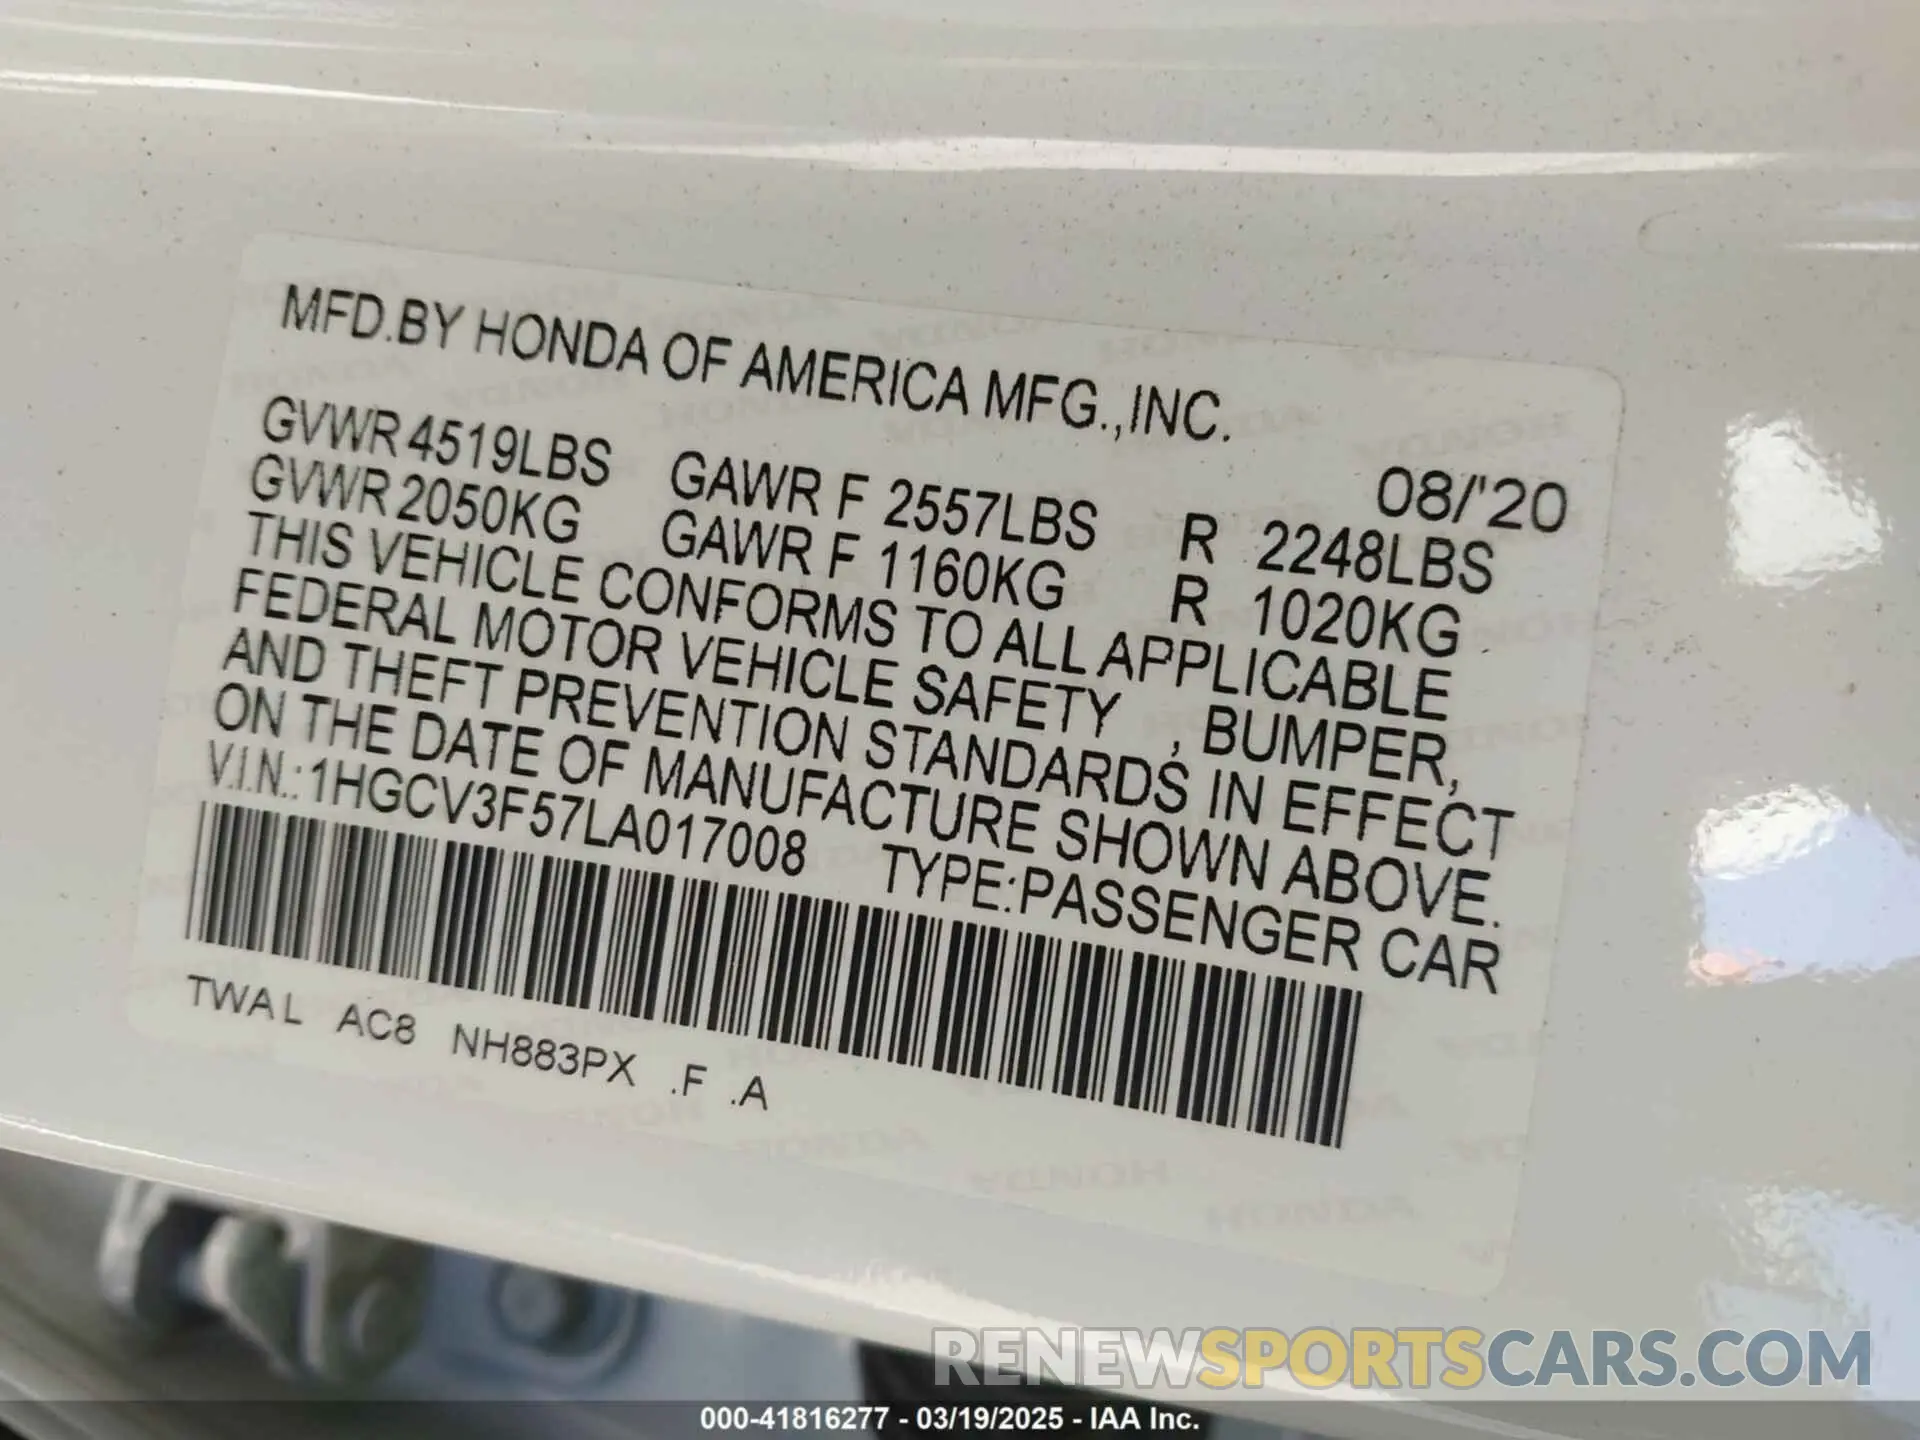 MFD.BY HONDA OF AMERICA MFG.,INC.
08/'20
GVWR 4519LBS GAWR F 2557LBS R 2248LBS
GVWR 2050KG GAWR F 1160KG R 1020KG
THIS VEHICLE CONFORMS TO ALL APPLICABLE
FEDERAL MOTOR VEHICLE SAFETY , BUMPER,
AND THEFT PREVENTION STANDARDS IN EFFECT
ON THE DATE OF MANUFACTURE SHOWN ABOVE.
V.I.N.:1HGCV3F57LA017008 TYPE:PASSENGER CAR
TWAL AC8 NH883PX .F .A
RENEWSPORTSCARS.COM
000-41816277 - 03/19/2025 - IAA Inc.